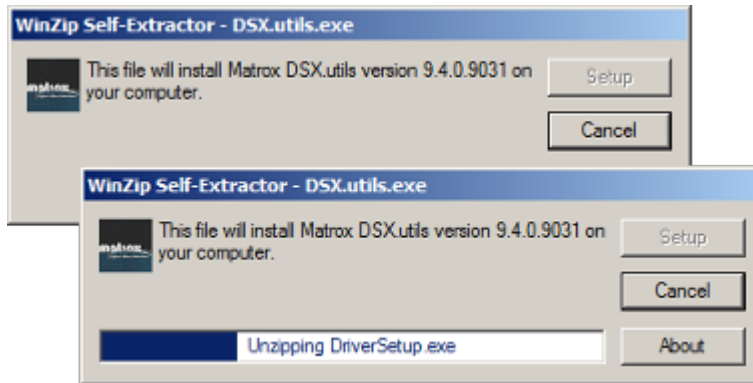 WinZip Self-Extractor - DSX.utils.exe
This file will install Matrox DSX.utils version 9.4.0.9031 on
your computer.
Setup
Cancel
matrox
WinZip Self-Extractor - DSX.utils.exe
This file will install Matrox DSX.utils version 9.4.0.9031 on
your computer.
Setup
Cancel
matrox
Unzipping DriverSetup.exe
About